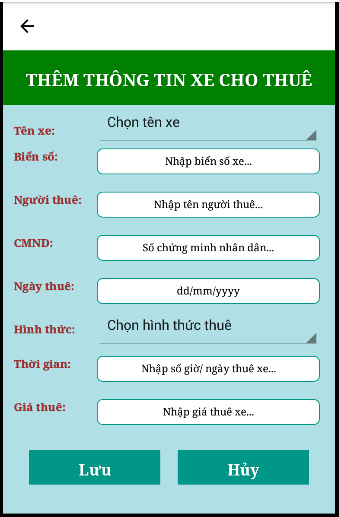 THÊM THÔNG TIN XE CHO THUÊ
Tên xe: Chọn tên xe
Biển số: Nhập biển số xe...
Người thuê: Nhập tên người thuê...
CMND: Số chứng minh nhân dân...
Ngày thuê: dd/mm/yyyy
Hình thức: Chọn hình thức thuê
Thời gian: Nhập số giờ/ ngày thuê xe...
Giá thuê: Nhập giá thuê xe...
Lưu Hủy